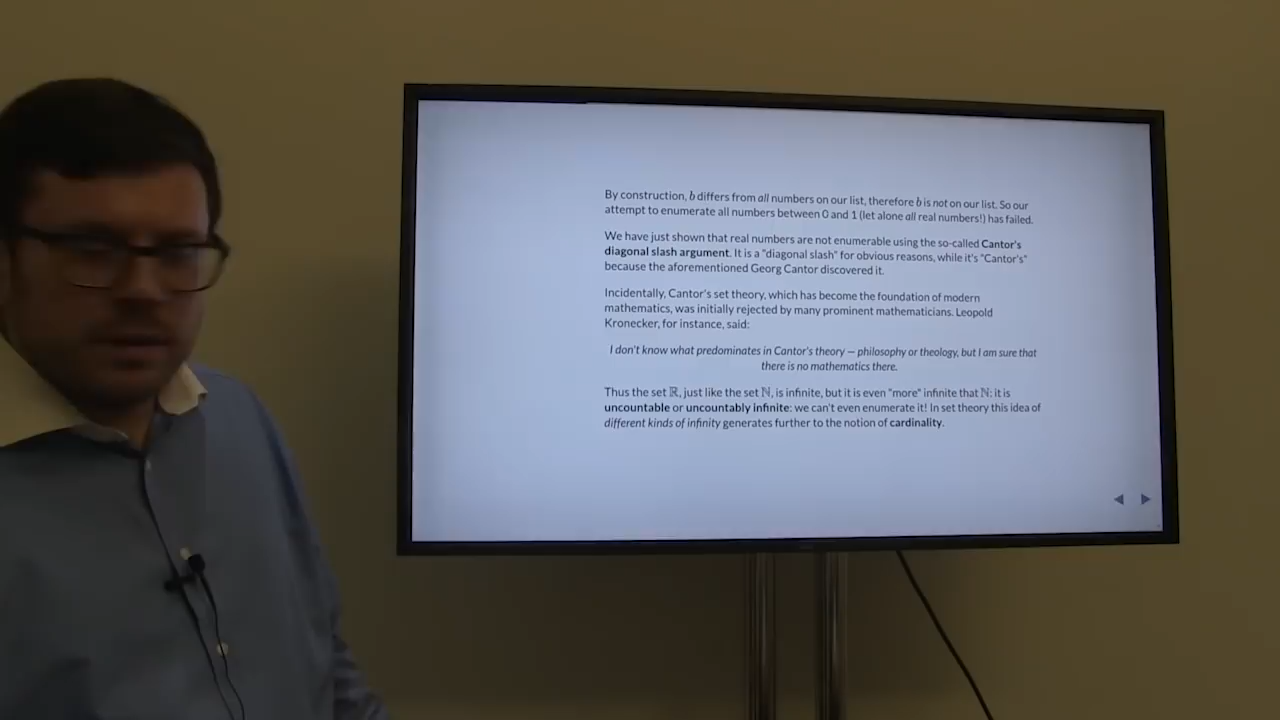 By construction, b differs from all numbers on our list, therefore b is not on our list. So our
attempt to enumerate all numbers between 0 and 1 (let alone all real numbers!) has failed.
We have just shown that real numbers are not enumerable using the so-called Cantor's
diagonal slash argument. It is a "diagonal slash" for obvious reasons, while it's "Cantor's"
because the aforementioned Georg Cantor discovered it.
Incidentally, Cantor's set theory, which has become the foundation of modern
mathematics, was initially rejected by many prominent mathematicians. Leopold
Kronecker, for instance, said:
I don't know what predominates in Cantor's theory — philosophy or theology, but I am sure that
there is no mathematics there.
Thus the set ℝ, just like the set ℕ, is infinite, but it is even "more" infinite that ℕ: it is
uncountable or uncountably infinite: we can't even enumerate it! In set theory this idea of
different kinds of infinity generates further to the notion of cardinality.